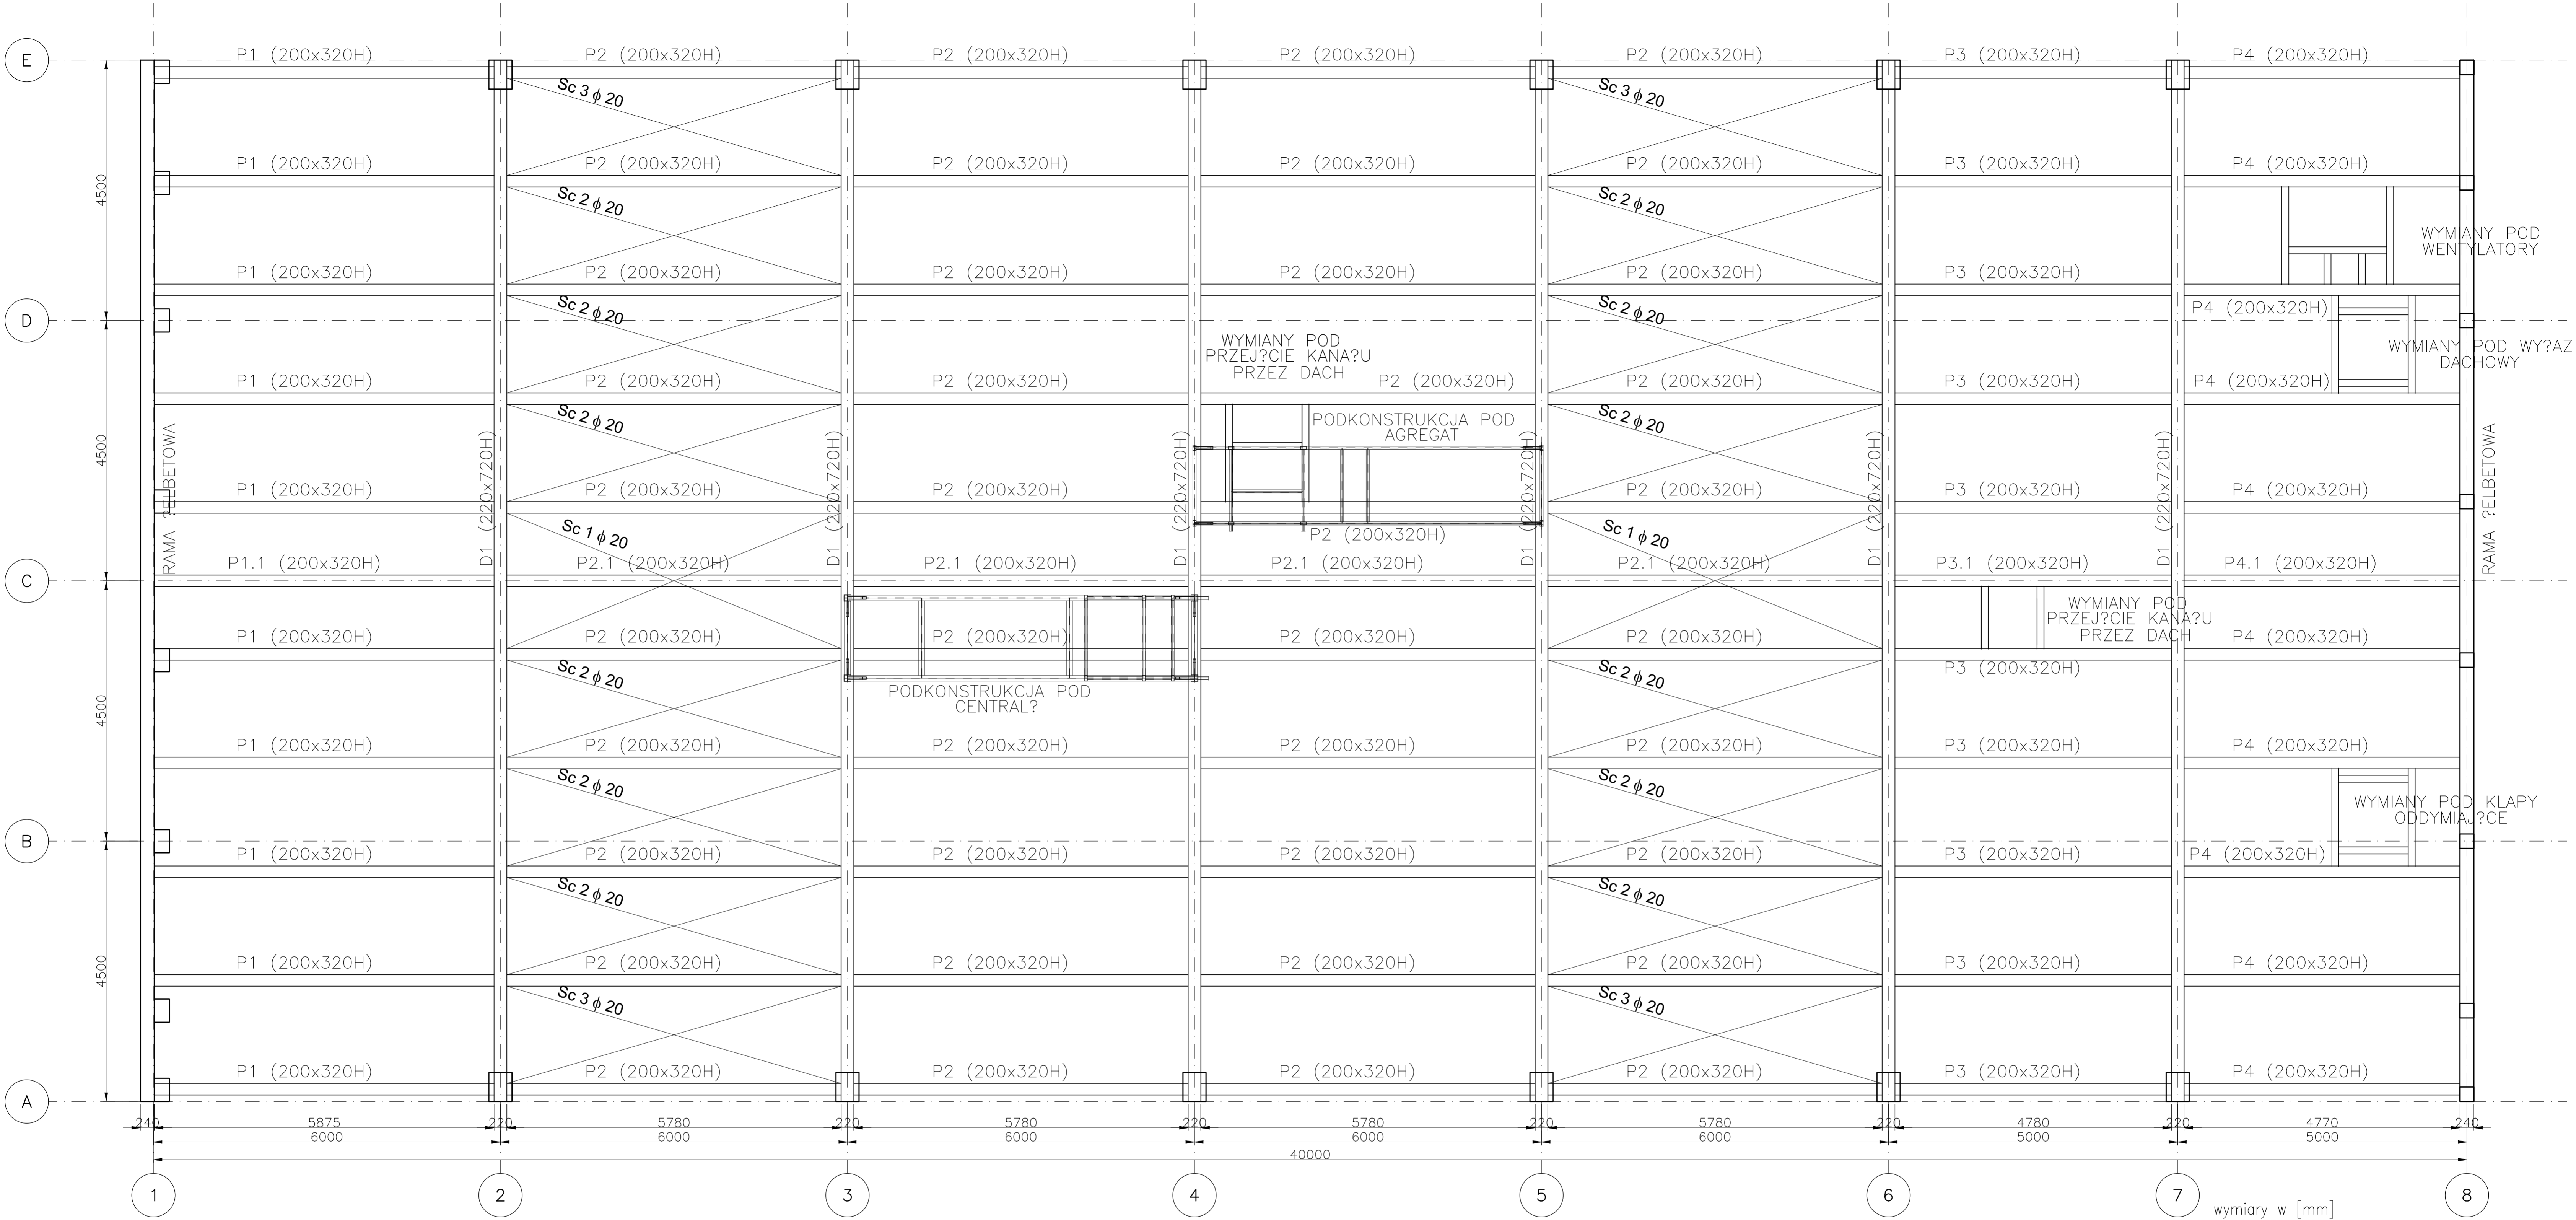 E
P1 (200x320H) P2 (200x320H) P2 (200x320H) P2 (200x320H) P2 (200x320H) P3 (200x320H) P4 (200x320H)
Sc 3 ϕ 20 Sc 3 ϕ 20
P1 (200x320H) P2 (200x320H) P2 (200x320H) P2 (200x320H) P2 (200x320H) P3 (200x320H) P4 (200x320H)
4500
Sc 2 ϕ 20 Sc 2 ϕ 20
WYMIANY POD
WENTYLATORY
P1 (200x320H) P2 (200x320H) P2 (200x320H) P2 (200x320H) P2 (200x320H) P3 (200x320H)
Sc 2 ϕ 20 Sc 2 ϕ 20
P4 (200x320H)
D
WYMIANY POD
PRZEJ?CIE KANA?U
PRZEZ DACH
WYMIANY POD WY?AZ
DACHOWY
P1 (200x320H) P2 (200x320H) P2 (200x320H) P2 (200x320H) P2 (200x320H) P3 (200x320H) P4 (200x320H)
Sc 2 ϕ 20 Sc 2 ϕ 20
PODKONSTRUKCJA POD
AGREGAT
4500
RAMA ?ELBETOWA
D1 (220x720H)
D1 (220x720H)
D1 (220x720H)
D1 (220x720H)
D1 (220x720H)
D1 (220x720H)
RAMA ?ELBETOWA
P1 (200x320H) P2 (200x320H) P2 (200x320H) P2 (200x320H) P3 (200x320H) P4 (200x320H)
Sc 1 ϕ 20 Sc 1 ϕ 20
P2 (200x320H)
P1.1 (200x320H) P2.1 (200x320H) P2.1 (200x320H) P2.1 (200x320H) P2.1 (200x320H) P3.1 (200x320H) P4.1 (200x320H)
C
WYMIANY POD
PRZEJ?CIE KANA?U
PRZEZ DACH
P1 (200x320H) P2 (200x320H) P2 (200x320H) P2 (200x320H) P2 (200x320H) P4 (200x320H)
P3 (200x320H)
Sc 2 ϕ 20 Sc 2 ϕ 20
PODKONSTRUKCJA POD
CENTRAL?
4500
P1 (200x320H) P2 (200x320H) P2 (200x320H) P2 (200x320H) P2 (200x320H) P3 (200x320H) P4 (200x320H)
Sc 2 ϕ 20 Sc 2 ϕ 20
WYMIANY POD KLAPY
ODDYMIAJ?CE
B
P1 (200x320H) P2 (200x320H) P2 (200x320H) P2 (200x320H) P2 (200x320H) P3 (200x320H) P4 (200x320H)
Sc 2 ϕ 20 Sc 2 ϕ 20
4500
P1 (200x320H) P2 (200x320H) P2 (200x320H) P2 (200x320H) P2 (200x320H) P3 (200x320H) P4 (200x320H)
Sc 3 ϕ 20 Sc 3 ϕ 20
P1 (200x320H) P2 (200x320H) P2 (200x320H) P2 (200x320H) P2 (200x320H) P3 (200x320H) P4 (200x320H)
A
240 5875 220 5780 220 5780 220 5780 220 5780 220 4780 220 4770 240
6000 6000 6000 6000 6000 5000 5000
40000
1 2 3 4 5 6 7 8
wymiary w [mm]